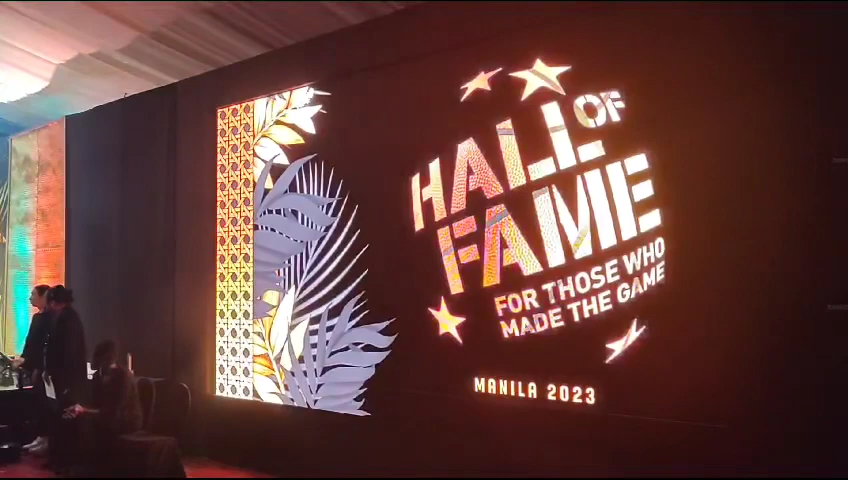 HALL OF
FAME
FOR THOSE WHO
MADE THE GAME
MANILA 2023